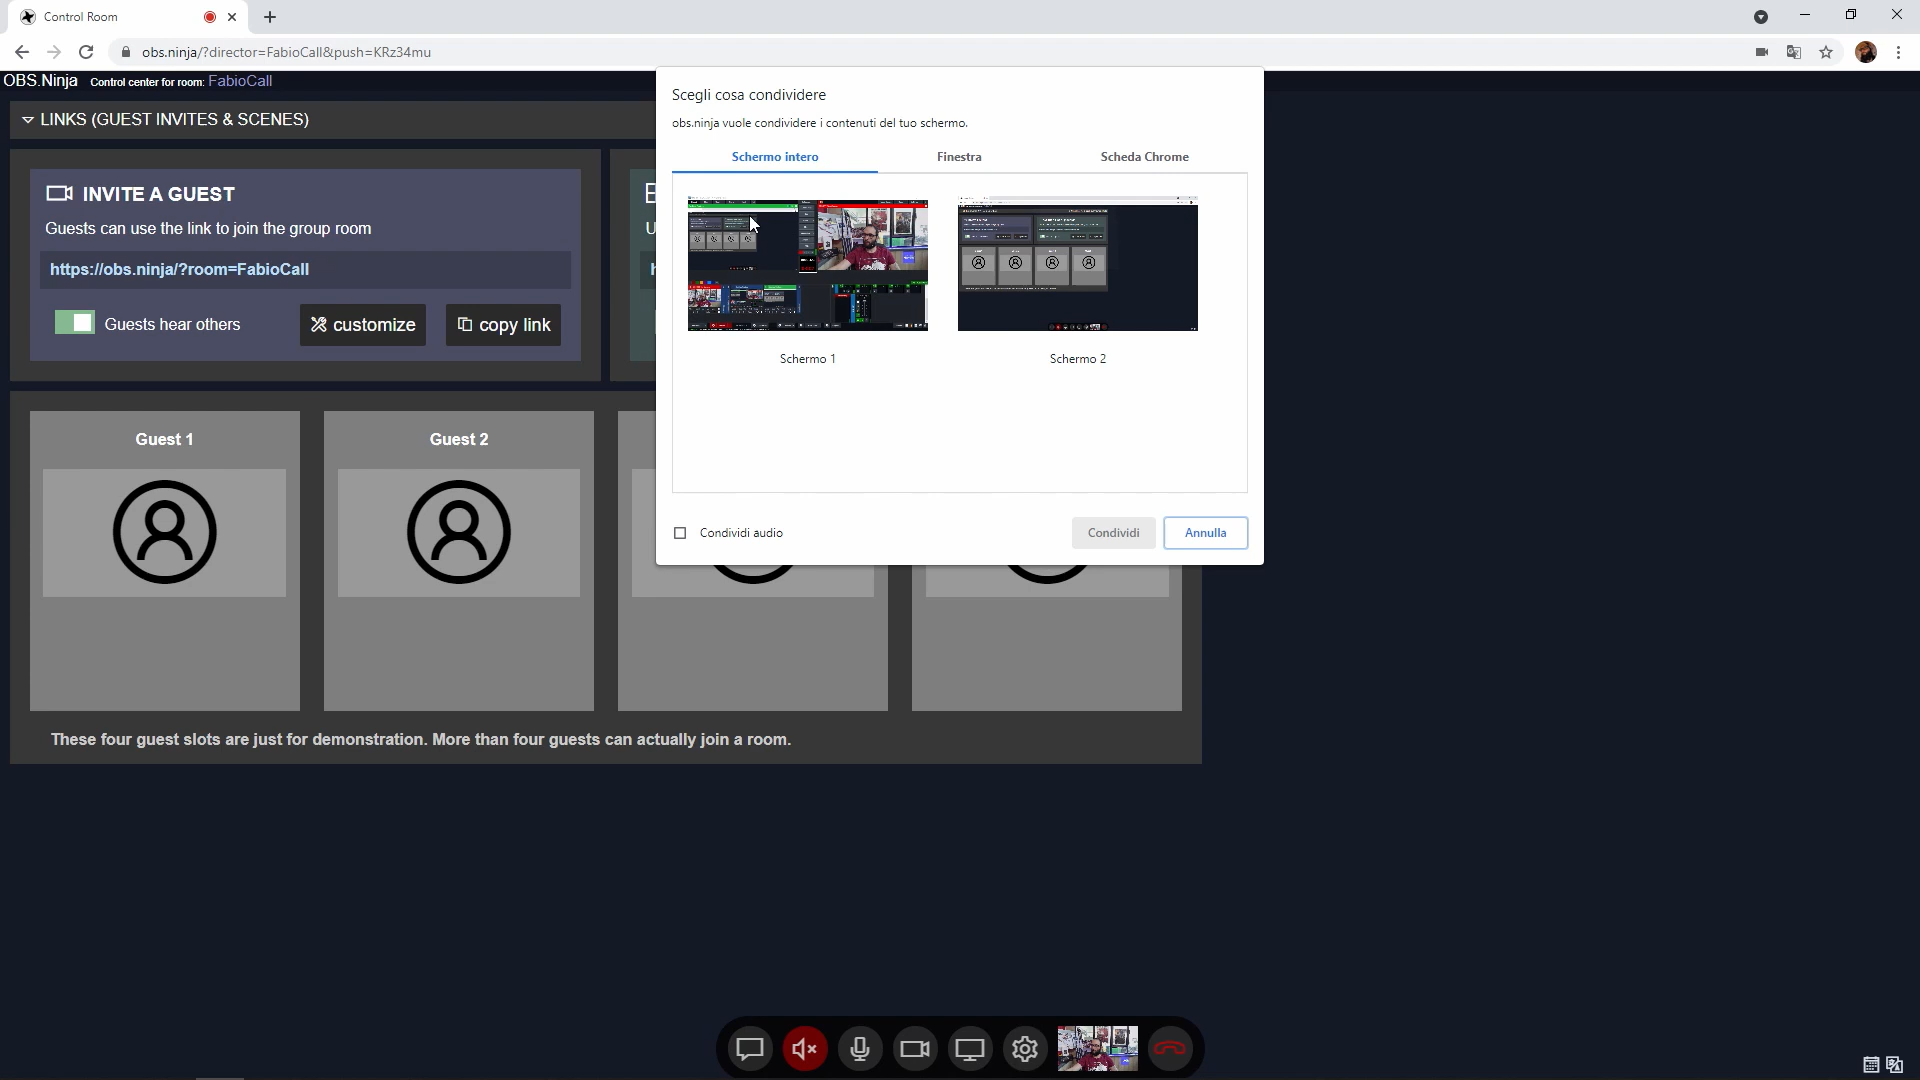 Control Room
obs.ninja/?director=FabioCall&push=KRz34mu
OBS.Ninja Control center for room: FabioCall
LINKS (GUEST INVITES & SCENES)
INVITE A GUEST
Guests can use the link to join the group room
https://obs.ninja/?room=FabioCall
Guests hear others
customize
copy link
Scegli cosa condividere
obs.ninja vuole condividere i contenuti del tuo schermo.
Schermo intero
Finestra
Scheda Chrome
Schermo 1
Schermo 2
Condividi audio
Condividi
Annulla
Guest 1
Guest 2
These four guest slots are just for demonstration. More than four guests can actually join a room.